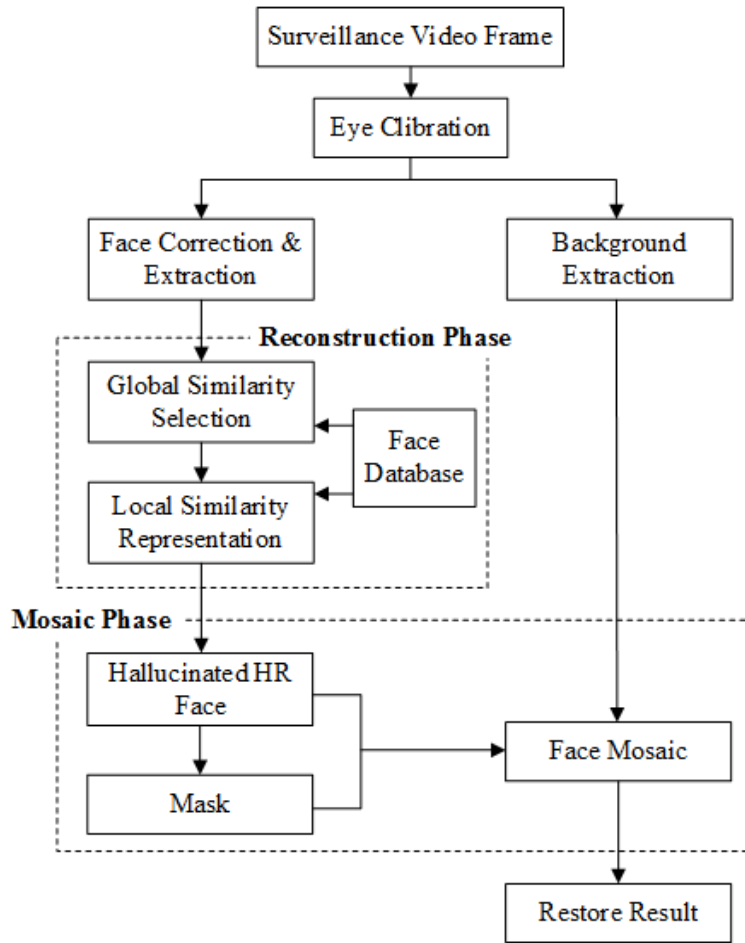 Surveillance Video Frame
Eye Clibration
Face Correction &
Extraction
Background
Extraction
Reconstruction Phase
Global Similarity
Selection
Face
Database
Local Similarity
Representation
Mosaic Phase
Hallucinated HR
Face
Face Mosaic
Mask
Restore Result